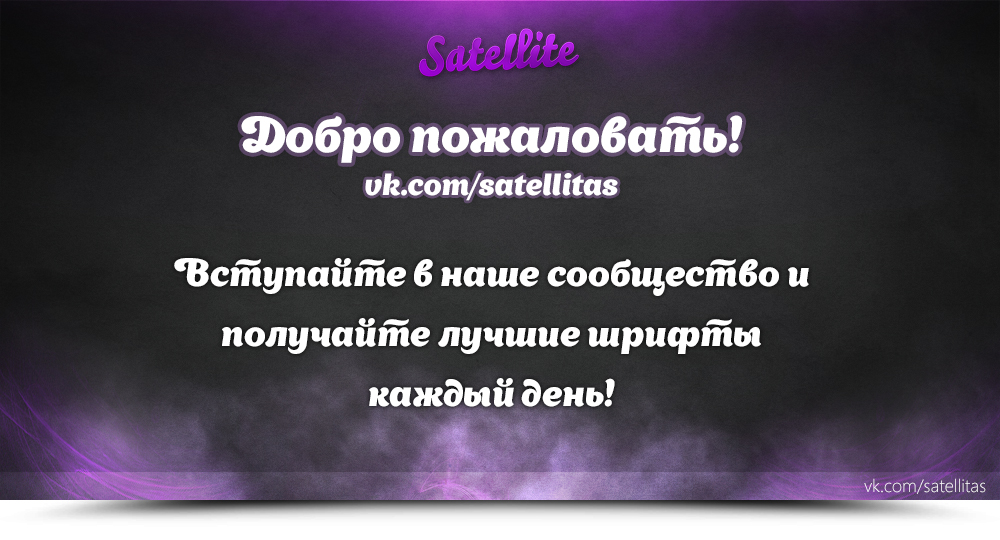 Satellite
Добро пожаловать!
vk.com/satellitas
Вступайте в наше сообщество и
получайте лучшие шрифты
каждый день!
vk.com/satellitas